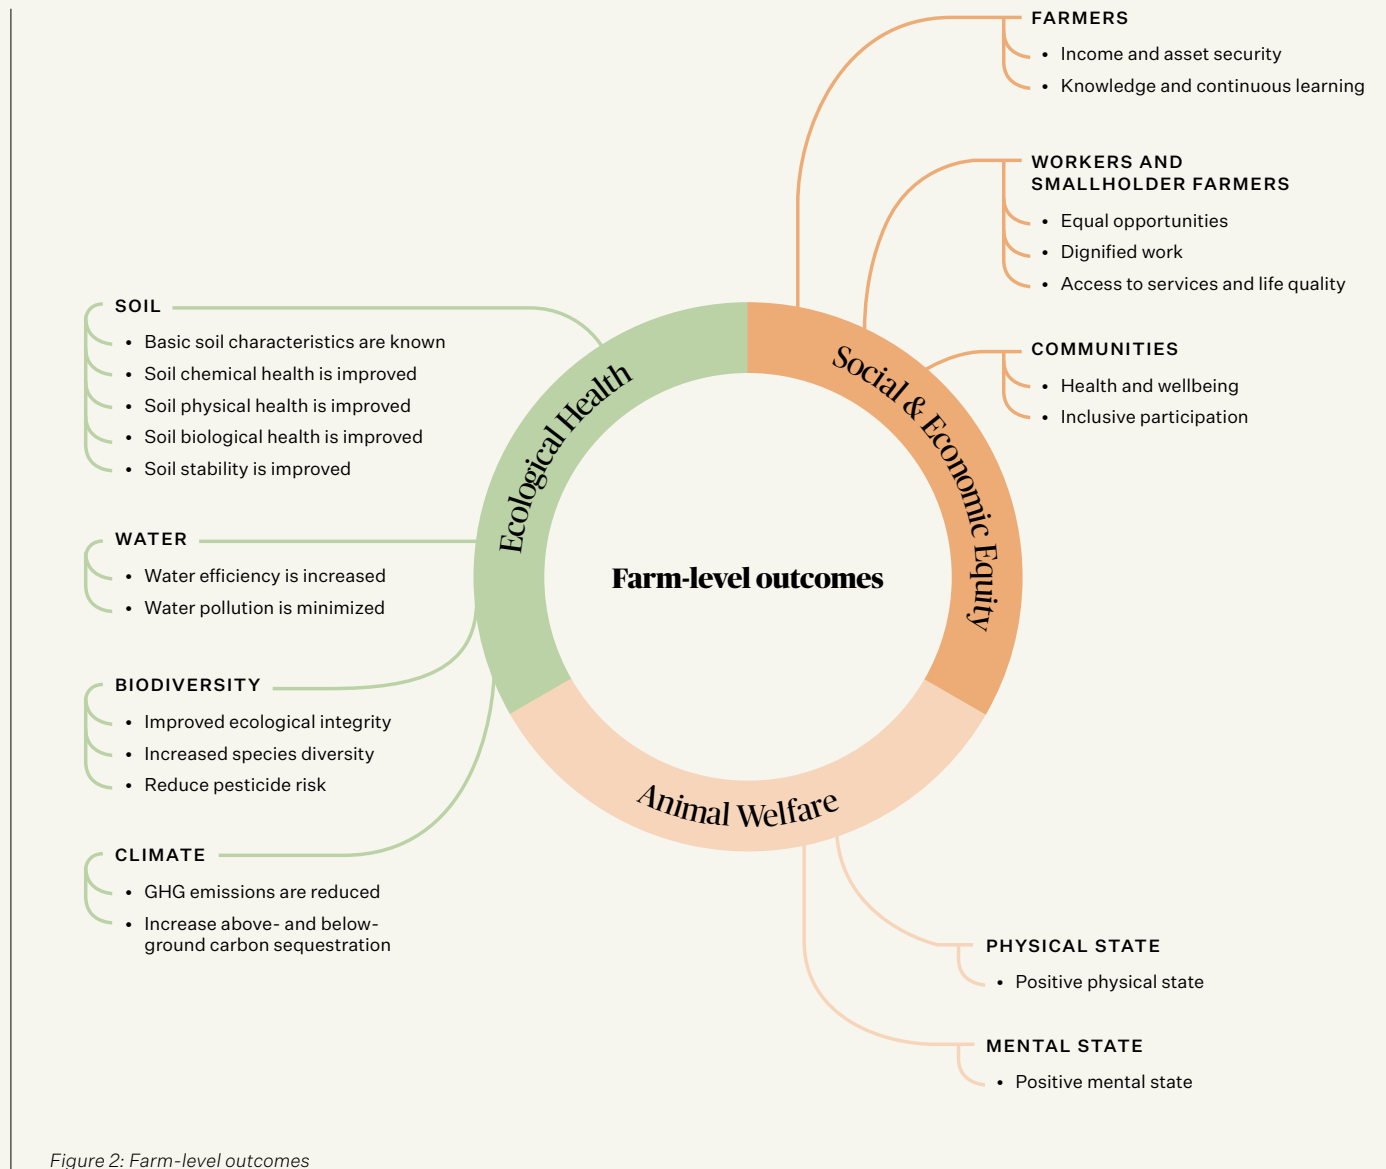 FARMERS
• Income and asset security
• Knowledge and continuous learning
WORKERS AND
SMALLHOLDER FARMERS
• Equal opportunities
• Dignified work
• Access to services and life quality
COMMUNITIES
• Health and wellbeing
• Inclusive participation
SOIL
• Basic soil characteristics are known
• Soil chemical health is improved
• Soil physical health is improved
• Soil biological health is improved
• Soil stability is improved
WATER
• Water efficiency is increased
• Water pollution is minimized
BIODIVERSITY
• Improved ecological integrity
• Increased species diversity
• Reduce pesticide risk
CLIMATE
• GHG emissions are reduced
• Increase above- and below-
ground carbon sequestration
Ecological Health
Social & Economic Equity
Farm-level outcomes
Animal Welfare
PHYSICAL STATE
• Positive physical state
MENTAL STATE
• Positive mental state
Figure 2: Farm-level outcomes